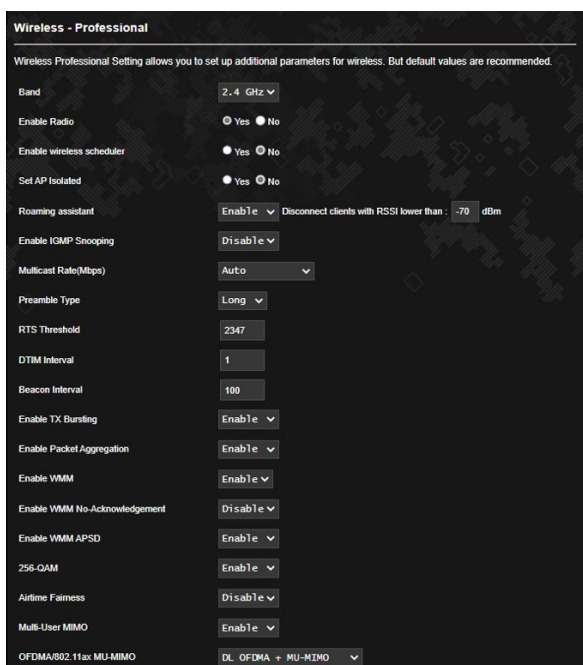 Wireless - Professional
Wireless Professional Setting allows you to set up additional parameters for wireless. But default values are recommended.
Band 2.4 GHz
Enable Radio Yes No
Enable wireless scheduler Yes No
Set AP Isolated Yes No
Roaming assistant Enable Disconnect clients with RSSI lower than : -70 dBm
Enable IGMP Snooping Disable
Multicast Rate(Mbps) Auto
Preamble Type Long
RTS Threshold 2347
DTIM Interval 1
Beacon Interval 100
Enable TX Bursting Enable
Enable Packet Aggregation Enable
Enable WMM Enable
Enable WMM No-Acknowledgement Disable
Enable WMM APSD Enable
256-QAM Enable
Airtime Fairness Disable
Multi-User MIMO Enable
OFDMA/802.11ax MU-MIMO DL OFDMA + MU-MIMO